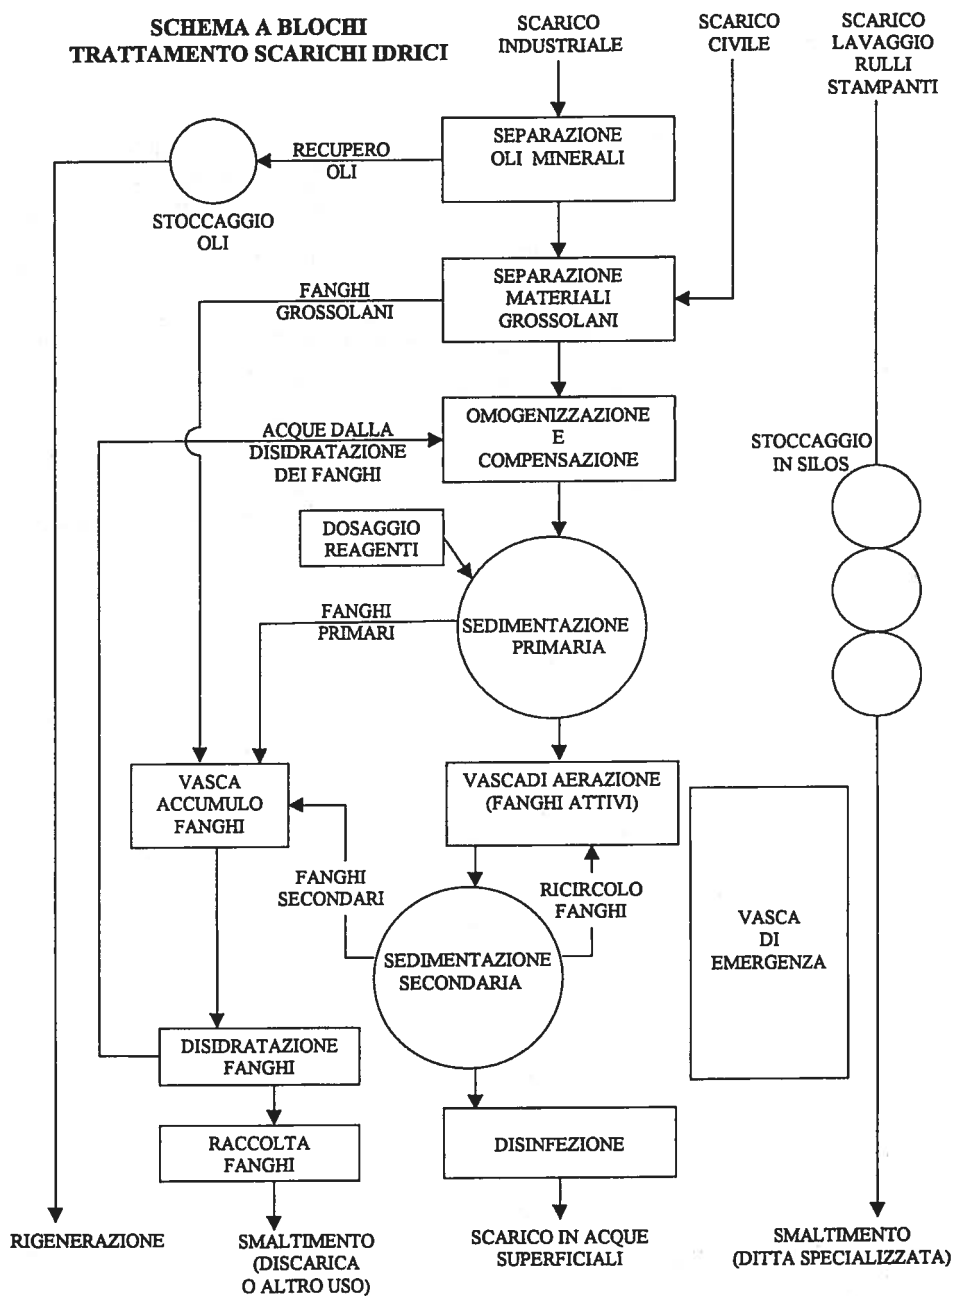 SCHEMA A BLOCHI
TRATTAMENTO SCARICHI IDRICI
SCARICO
INDUSTRIALE
SCARICO
CIVILE
SCARICO
LAVAGGIO
RULLI
STAMPANTI
SEPARAZIONE
OLI MINERALI
RECUPERO
OLI
STOCCAGGIO
OLI
SEPARAZIONE
MATERIALI
GROSSOLANI
FANGHI
GROSSOLANI
OMOGENIZZAZIONE
E
COMPENSAZIONE
ACQUE DALLA
DISIDRATAZIONE
DEI FANGHI
STOCCAGGIO
IN SILOS
DOSAGGIO
REAGENTI
FANGHI
PRIMARI
SEDIMENTAZIONE
PRIMARIA
VASCA
ACCUMULO
FANGHI
VASCADI AERAZIONE
(FANGHI ATTIVI)
FANGHI
SECONDARI
RICIRCOLO
FANGHI
VASCA
DI
EMERGENZA
SEDIMENTAZIONE
SECONDARIA
DISIDRATAZIONE
FANGHI
RACCOLTA
FANGHI
DISINFEZIONE
RIGENERAZIONE
SMALTIMENTO
(DISCARICA
O ALTRO USO)
SCARICO IN ACQUE
SUPERFICIALI
SMALTIMENTO
(DITTA SPECIALIZZATA)